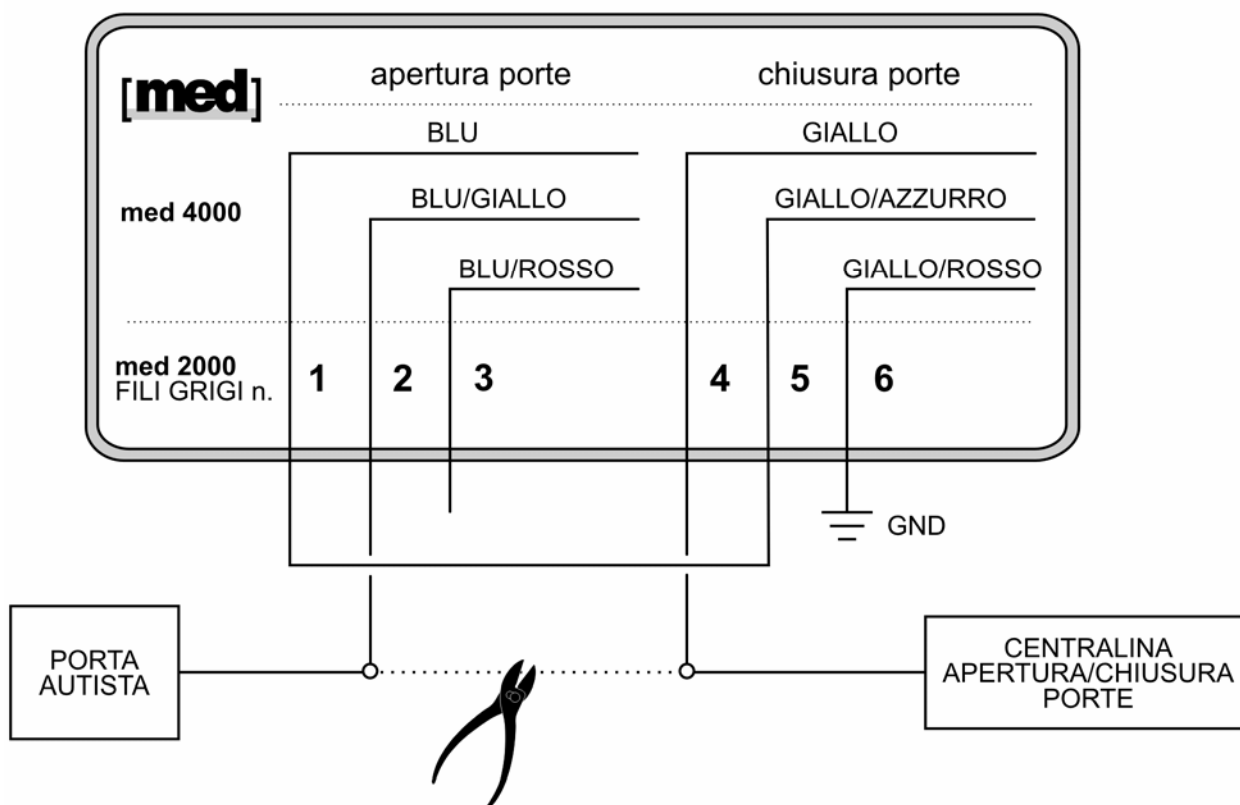 [med]
apertura porte
chiusura porte
BLU
GIALLO
med 4000
BLU/GIALLO
GIALLO/AZZURRO
BLU/ROSSO
GIALLO/ROSSO
med 2000
FILI GRIGI n.
1 2 3 4 5 6
GND
PORTA
AUTISTA
CENTRALINA
APERTURA/CHIUSURA
PORTE